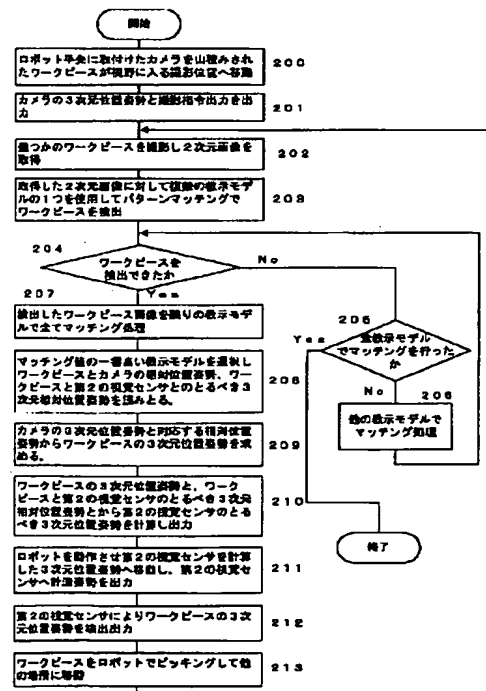 開始
ロボット手先に取付けたカメラを山積みされ
たワークピースが視野に入る撮影位置へ移動
200
カメラの3次元位置姿勢と撮影指令出力を出
力
201
幾つかのワークピースを撮影し2次元画像を
取得
202
取得した2次元画像に対して複数の教示モデ
ルの1つを使用してパターンマッチングで
ワークピースを検出
203
204
ワークピースを
検出できたか
No
Yes
207
検出したワークピース画像を残りの教示モデ
ルで全てマッチング処理
205
全教示モデル
でマッチングを行った
か
Yes
No
206
他の教示モデルで
マッチング処理
マッチング値の一番高い教示モデルを選択し
ワークピースとカメラの相対位置姿勢、ワー
クピースと第2の視覚センサとのとるべき3
次元相対位置姿勢を読みとる。
208
カメラの3次元位置姿勢と対応する相対位置
姿勢からワークピースの3次元位置姿勢を求
める。
209
ワークピースの3次元位置姿勢と、ワーク
ピースと第2の視覚センサのとるべき3次元
相対位置姿勢とから第2の視覚センサのとる
べき3次元位置姿勢を計算し出力
210
終了
ロボットを動作させ第2の視覚センサを計算
した3次元位置姿勢へ移動し、第2の視覚セン
サへ計測姿勢を出力
211
第2の視覚センサによりワークピースの3次
元位置姿勢を検出出力
212
ワークピースをロボットでピッキングして他
の場所に移動
213